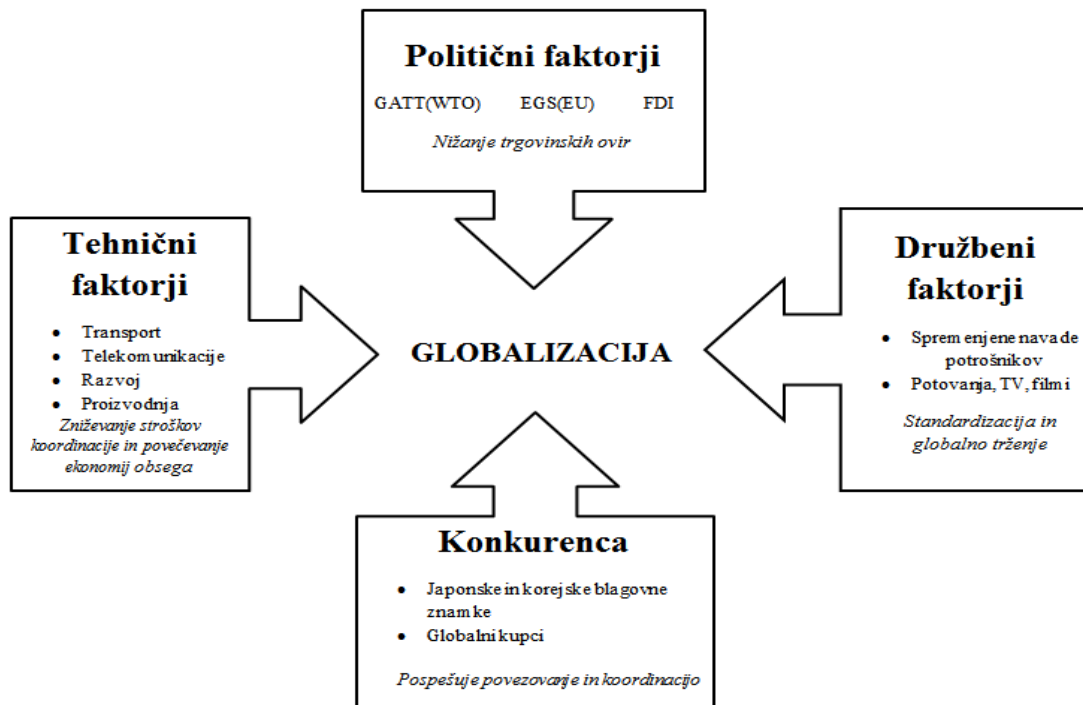 Politični faktorji
GATT(WTO) EGS(EU) FDI
Nižanje trgovinskih ovir
Tehnični
faktorji
• Transport
• Telekomunikacije
• Razvoj
• Proizvodnja
Zniževanje stroškov
koordinacije in povečevanje
ekonomij obsega
GLOBALIZACIJA
Družbeni
faktorji
• Spremenjene navade
potrošnikov
• Potovanja, TV, filmi
Standardizacija in
globalno trženje
Konkurenca
• Japonske in korejske blagovne
znamke
• Globalni kupci
Pospešuje povezovanje in koordinacijo